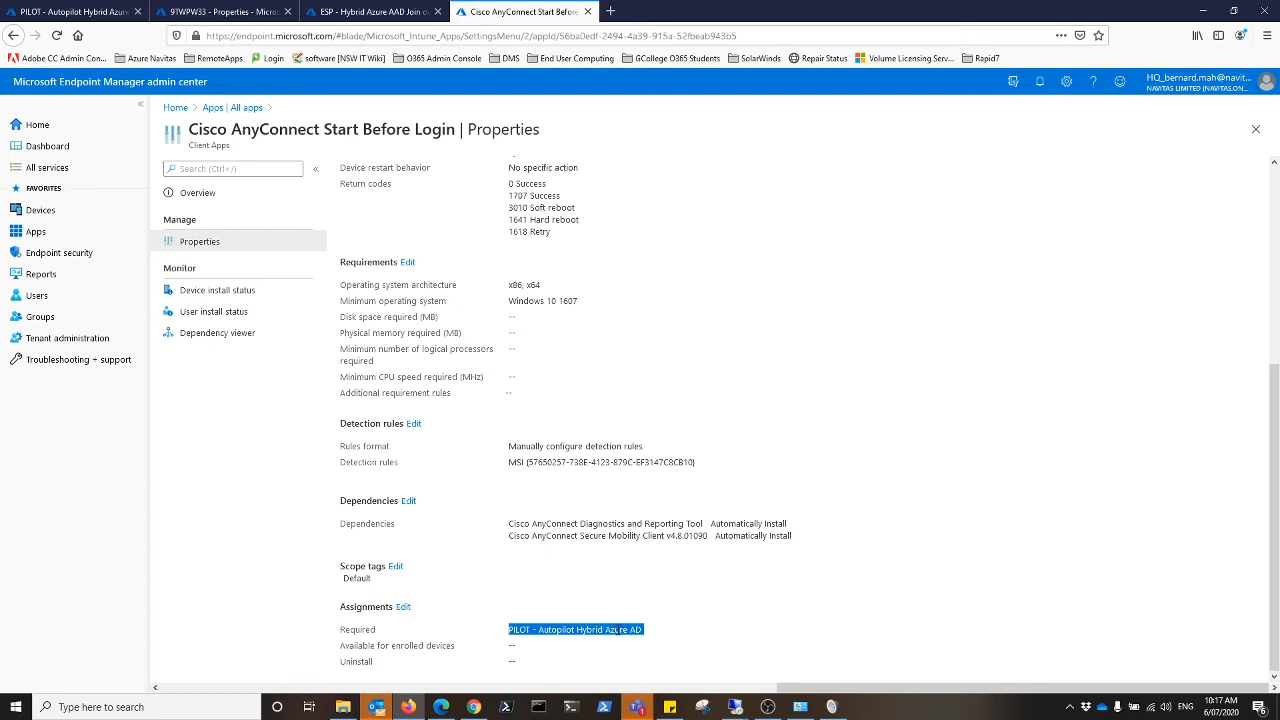 PILOT - Autopilot Hybrid Azure AD
9TWPW33 - Properties - Micros
ESP - Hybrid Azure AAD Join ov
Cisco AnyConnect Start Before
https://endpoint.microsoft.com/#blade/Microsoft_Intune_Apps/SettingsMenu/2/appId/56ba0edf-2494-4a39-915a-52fbeab943b5
Adobe CC Admin Con...
Azure Navitas
RemoteApps
Login
software [NSW IT Wiki]
O365 Admin Console
DMS
End User Computing
GCollege O365 Students
SolarWinds
Repair Status
Volume Licensing Serv...
Rapid7
Microsoft Endpoint Manager admin center
HQ_bernard.mah@navit...
NAVITAS LIMITED (NAVITAS.ON...
Home
Dashboard
All services
FAVORITES
Devices
Apps
Endpoint security
Reports
Users
Groups
Tenant administration
Troubleshooting + support
Home Apps | All apps
Cisco AnyConnect Start Before Login | Properties
Client Apps
Search (Ctrl+/)
Overview
Manage
Properties
Monitor
Device install status
User install status
Dependency viewer
Device restart behavior No specific action
Return codes 0 Success
1707 Success
3010 Soft reboot
1641 Hard reboot
1618 Retry
Requirements Edit
Operating system architecture x86, x64
Minimum operating system Windows 10 1607
Disk space required (MB) --
Physical memory required (MB) --
Minimum number of logical processors --
required
Minimum CPU speed required (MHz) --
Additional requirement rules --
Detection rules Edit
Rules format Manually configure detection rules
Detection rules MSI {57650257-738E-4123-879C-EF3147C8CB10}
Dependencies Edit
Dependencies Cisco AnyConnect Diagnostics and Reporting Tool Automatically Install
Cisco AnyConnect Secure Mobility Client v4.8.01090 Automatically Install
Scope tags Edit
Default
Assignments Edit
Required PILOT - Autopilot Hybrid Azure AD
Available for enrolled devices --
Uninstall --
Type here to search
10:17 AM
6/07/2020